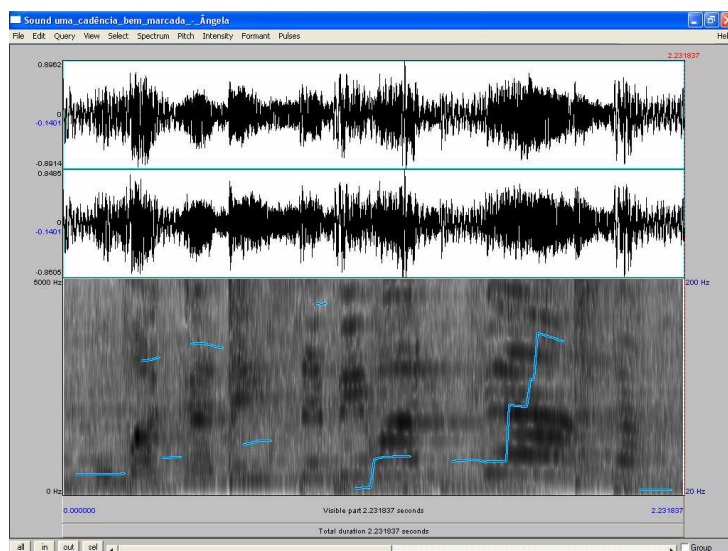 Sound uma_cadência_bem_marcada_-_Ângela
File Edit Query View Select Spectrum Pitch Intensity Formant Pulses Hel
2.231837
0.8962
0
-0.1401
-0.8914
0.8485
0
-0.1401
-0.8605
5000 Hz 200 Hz
0 Hz 20 Hz
0.000000 Visible part 2.231837 seconds 2.231837
Total duration 2.231837 seconds
all in out sel Group